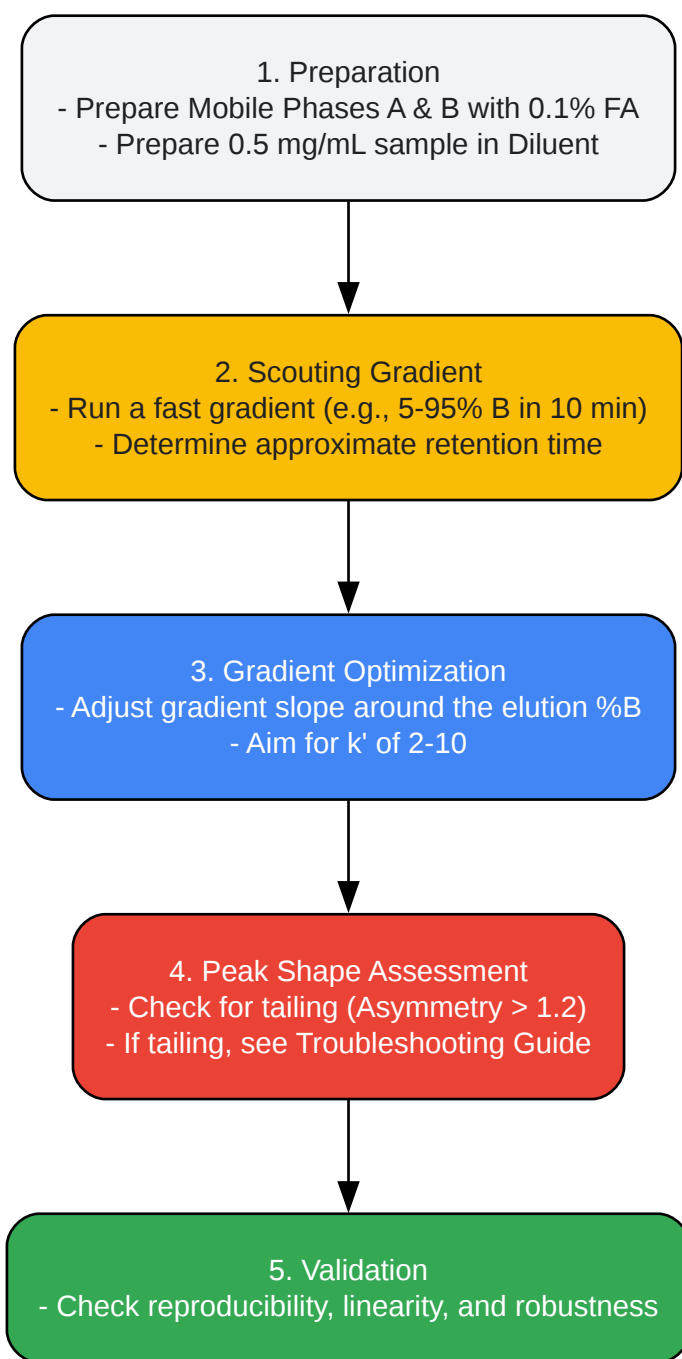 1. Preparation
- Prepare Mobile Phases A & B with 0.1% FA
- Prepare 0.5 mg/mL sample in Diluent
2. Scouting Gradient
- Run a fast gradient (e.g., 5-95% B in 10 min)
- Determine approximate retention time
3. Gradient Optimization
- Adjust gradient slope around the elution %B
- Aim for k' of 2-10
4. Peak Shape Assessment
- Check for tailing (Asymmetry > 1.2)
- If tailing, see Troubleshooting Guide
5. Validation
- Check reproducibility, linearity, and robustness